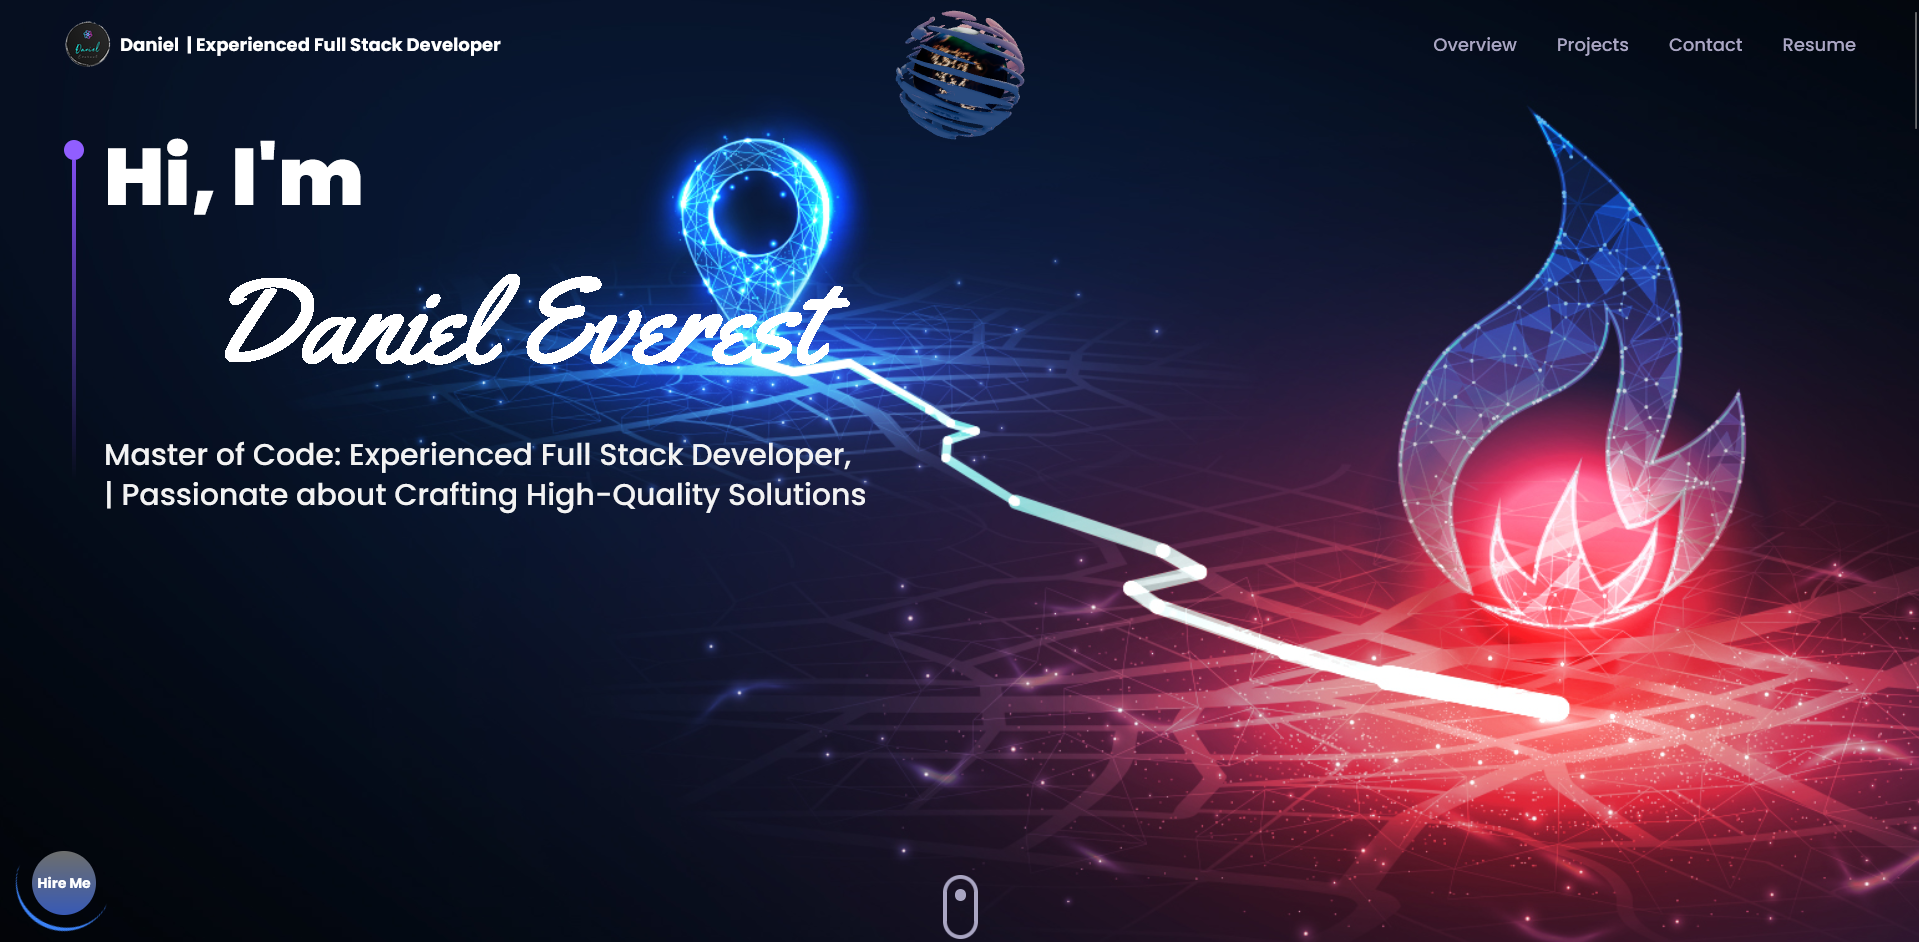 Daniel
Daniel | Experienced Full Stack Developer
Overview
Projects
Contact
Resume
Hi, I'm
Daniel Everest
Master of Code: Experienced Full Stack Developer,
| Passionate about Crafting High-Quality Solutions
Hire Me